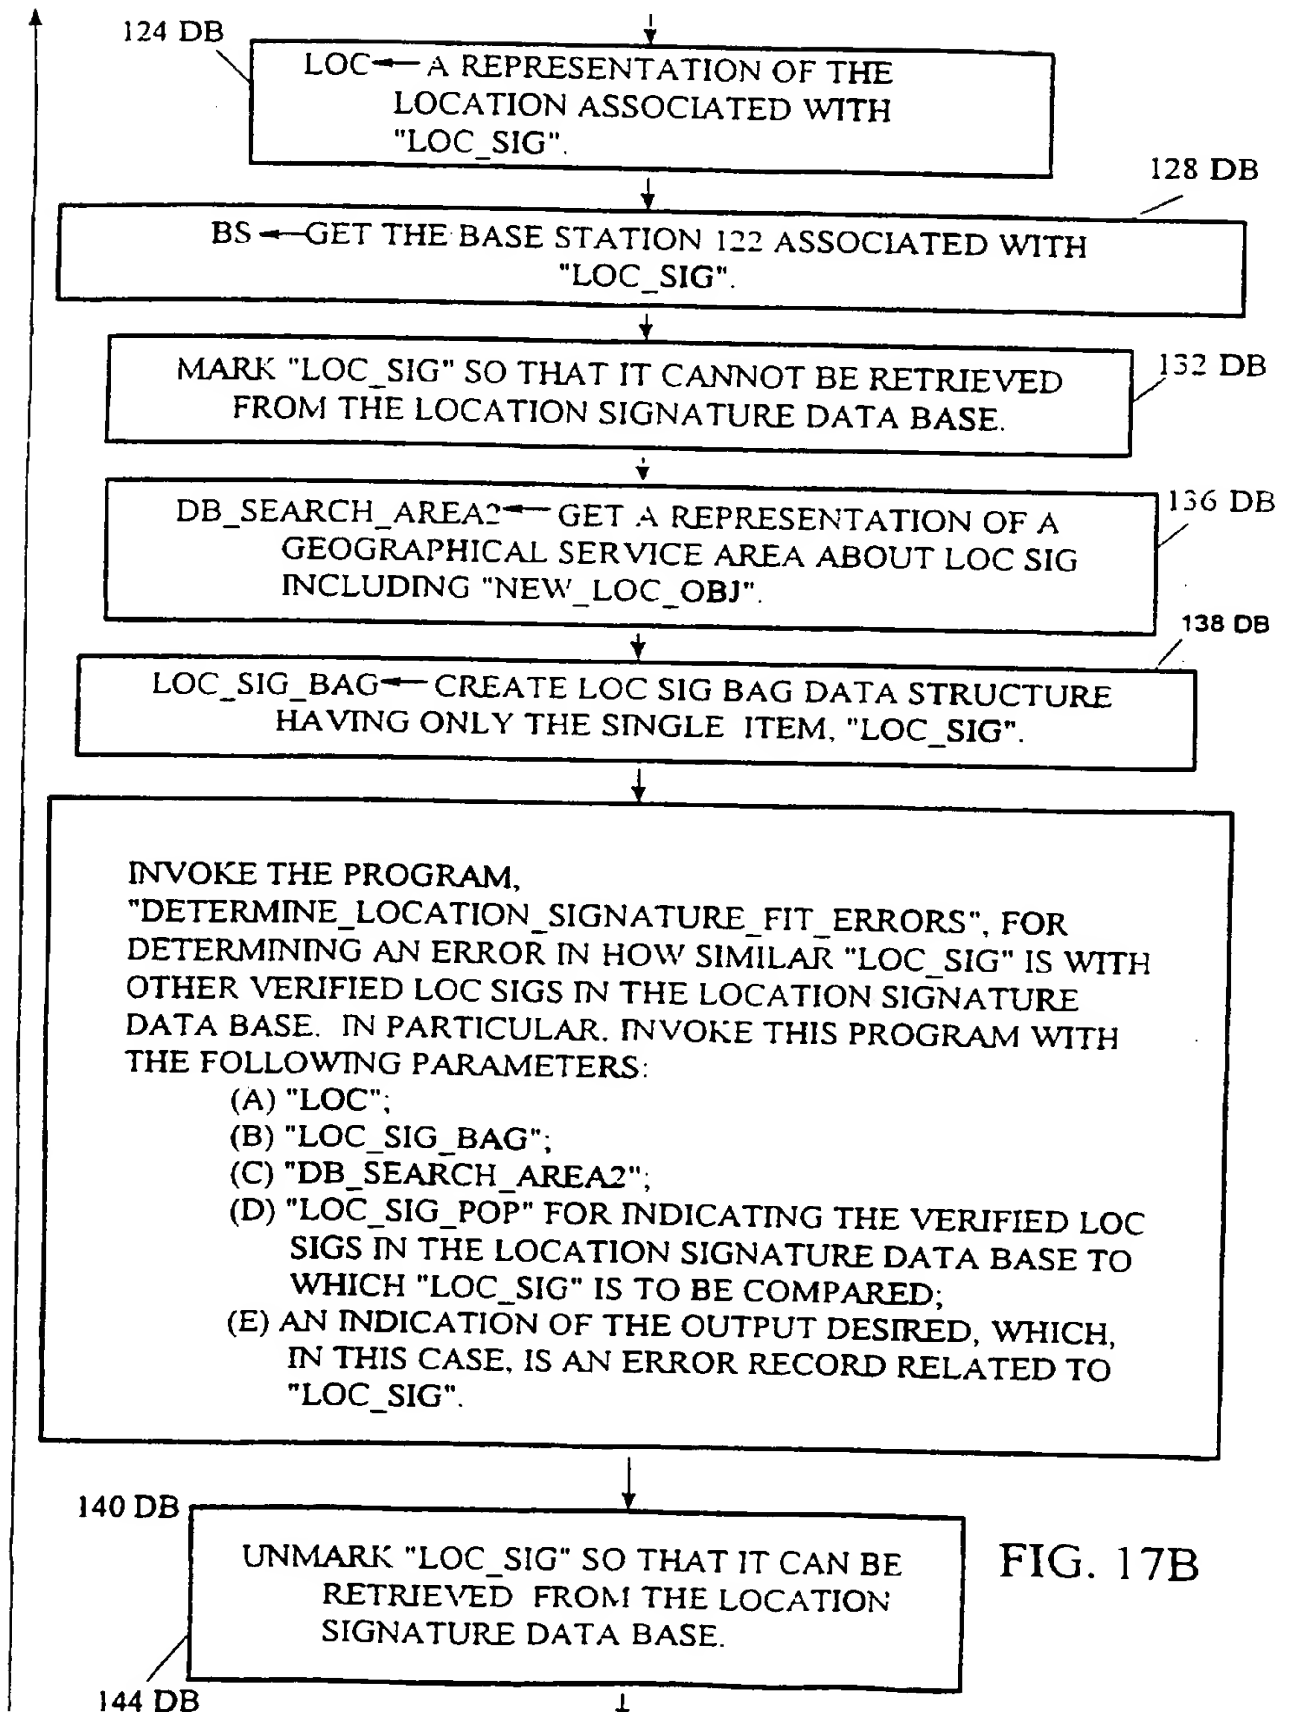 124 DB
LOC ← A REPRESENTATION OF THE
LOCATION ASSOCIATED WITH
"LOC_SIG".
128 DB
BS ← GET THE BASE STATION 122 ASSOCIATED WITH
"LOC_SIG".
132 DB
MARK "LOC_SIG" SO THAT IT CANNOT BE RETRIEVED
FROM THE LOCATION SIGNATURE DATA BASE.
136 DB
DB_SEARCH_AREA2 ← GET A REPRESENTATION OF A
GEOGRAPHICAL SERVICE AREA ABOUT LOC SIG
INCLUDING "NEW_LOC_OBJ".
138 DB
LOC_SIG_BAG ← CREATE LOC SIG BAG DATA STRUCTURE
HAVING ONLY THE SINGLE ITEM, "LOC_SIG".
INVOKE THE PROGRAM,
"DETERMINE_LOCATION_SIGNATURE_FIT_ERRORS", FOR
DETERMINING AN ERROR IN HOW SIMILAR "LOC_SIG" IS WITH
OTHER VERIFIED LOC SIGS IN THE LOCATION SIGNATURE
DATA BASE. IN PARTICULAR, INVOKE THIS PROGRAM WITH
THE FOLLOWING PARAMETERS:
(A) "LOC";
(B) "LOC_SIG_BAG";
(C) "DB_SEARCH_AREA2";
(D) "LOC_SIG_POP" FOR INDICATING THE VERIFIED LOC
SIGS IN THE LOCATION SIGNATURE DATA BASE TO
WHICH "LOC_SIG" IS TO BE COMPARED;
(E) AN INDICATION OF THE OUTPUT DESIRED, WHICH,
IN THIS CASE, IS AN ERROR RECORD RELATED TO
"LOC_SIG".
140 DB
UNMARK "LOC_SIG" SO THAT IT CAN BE
RETRIEVED FROM THE LOCATION
SIGNATURE DATA BASE.
FIG. 17B
144 DB